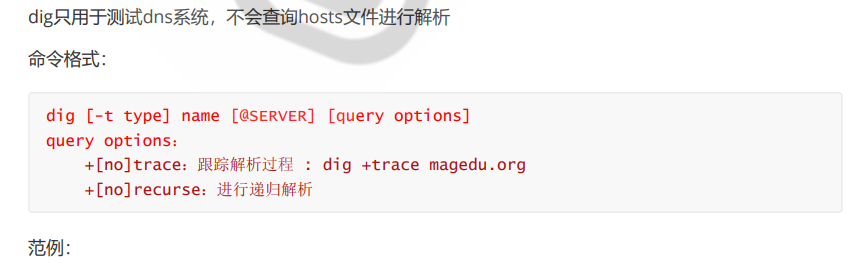 dig只用于测试dns系统，不会查询hosts文件进行解析
命令格式：
dig [-t type] name [@SERVER] [query options]
query options：
+[no]trace：跟踪解析过程 : dig +trace magedu.org
+[no]recurse：进行递归解析
范例：